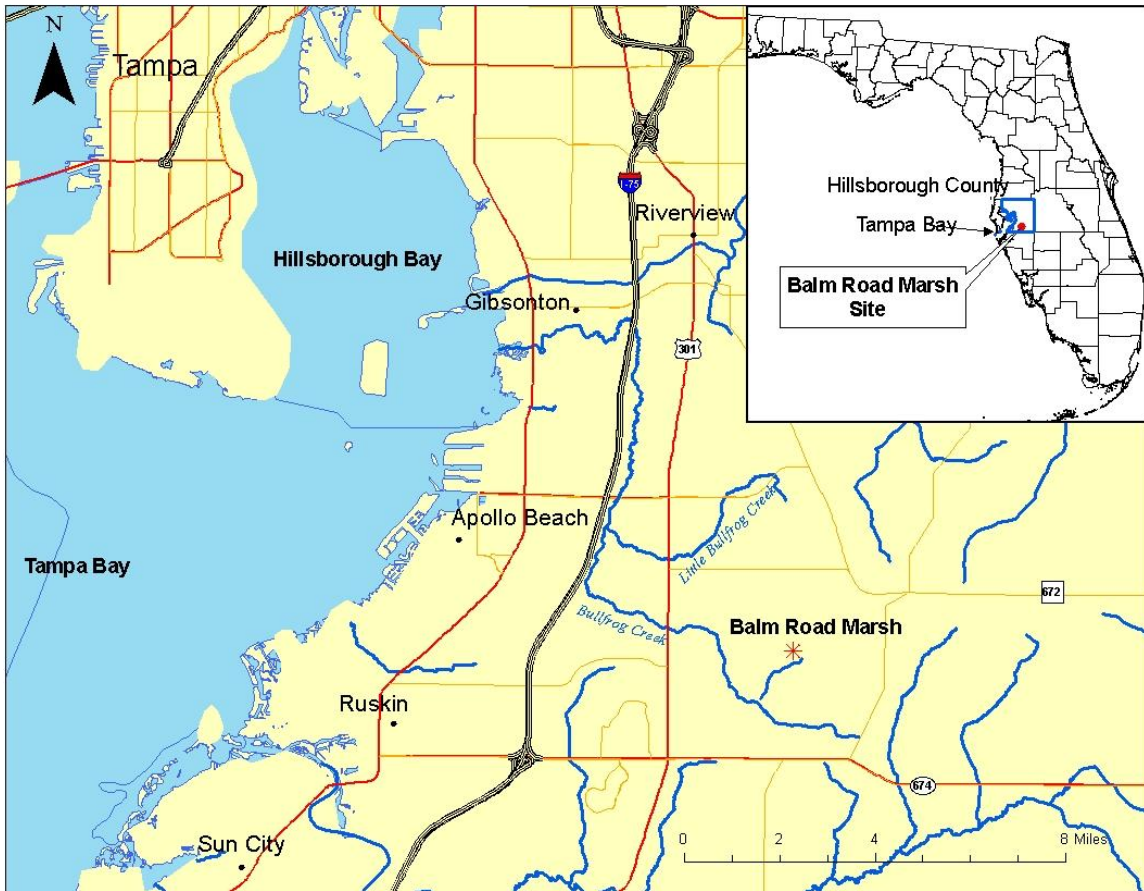 N
Tampa
Hillsborough County
Tampa Bay
Balm Road Marsh
Site
I-75
Riverview
Hillsborough Bay
Gibsonton
301
Little Bullfrog Creek
Apollo Beach
Tampa Bay
672
Bullfrog Creek
Balm Road Marsh
Ruskin
674
Sun City
0 2 4 8 Miles